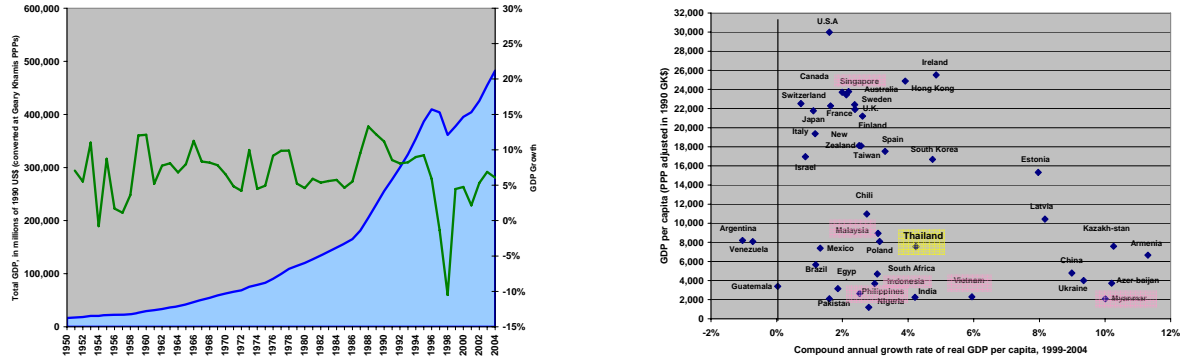 600,000
500,000
400,000
300,000
200,000
100,000
0
Total GDP, in millions of 1990 US$ (converted at Geary Khamis PPPs)
30%
25%
20%
15%
10%
5%
0%
-5%
-10%
-15%
GDP Growth
1950
1952
1954
1956
1958
1960
1962
1964
1966
1968
1970
1972
1974
1976
1978
1980
1982
1984
1986
1988
1990
1992
1994
1996
1998
2000
2002
2004
GDP per capita (PPP adjusted in 1990 GK$)
32,000
30,000
28,000
26,000
24,000
22,000
20,000
18,000
16,000
14,000
12,000
10,000
8,000
6,000
4,000
2,000
0
U.S.A
Ireland
Canada
Singapore
Hong Kong
Switzerland
Australia
Sweden
Japan
France
U.K.
Finland
Italy
New
Zealand
Taiwan
Spain
South Korea
Israel
Estonia
Chili
Latvia
Argentina
Venezuela
Malaysia
Thailand
Kazakh-stan
Mexico
Poland
Armenia
Brazil
South Africa
China
Guatemala
Egyp
Indonesia
Vietnam
Ukraine
Azer-baijan
Pakistan
Philippines
Nigeria
India
Myanmar
-2%
0%
2%
4%
6%
8%
10%
12%
Compound annual growth rate of real GDP per capita, 1999-2004